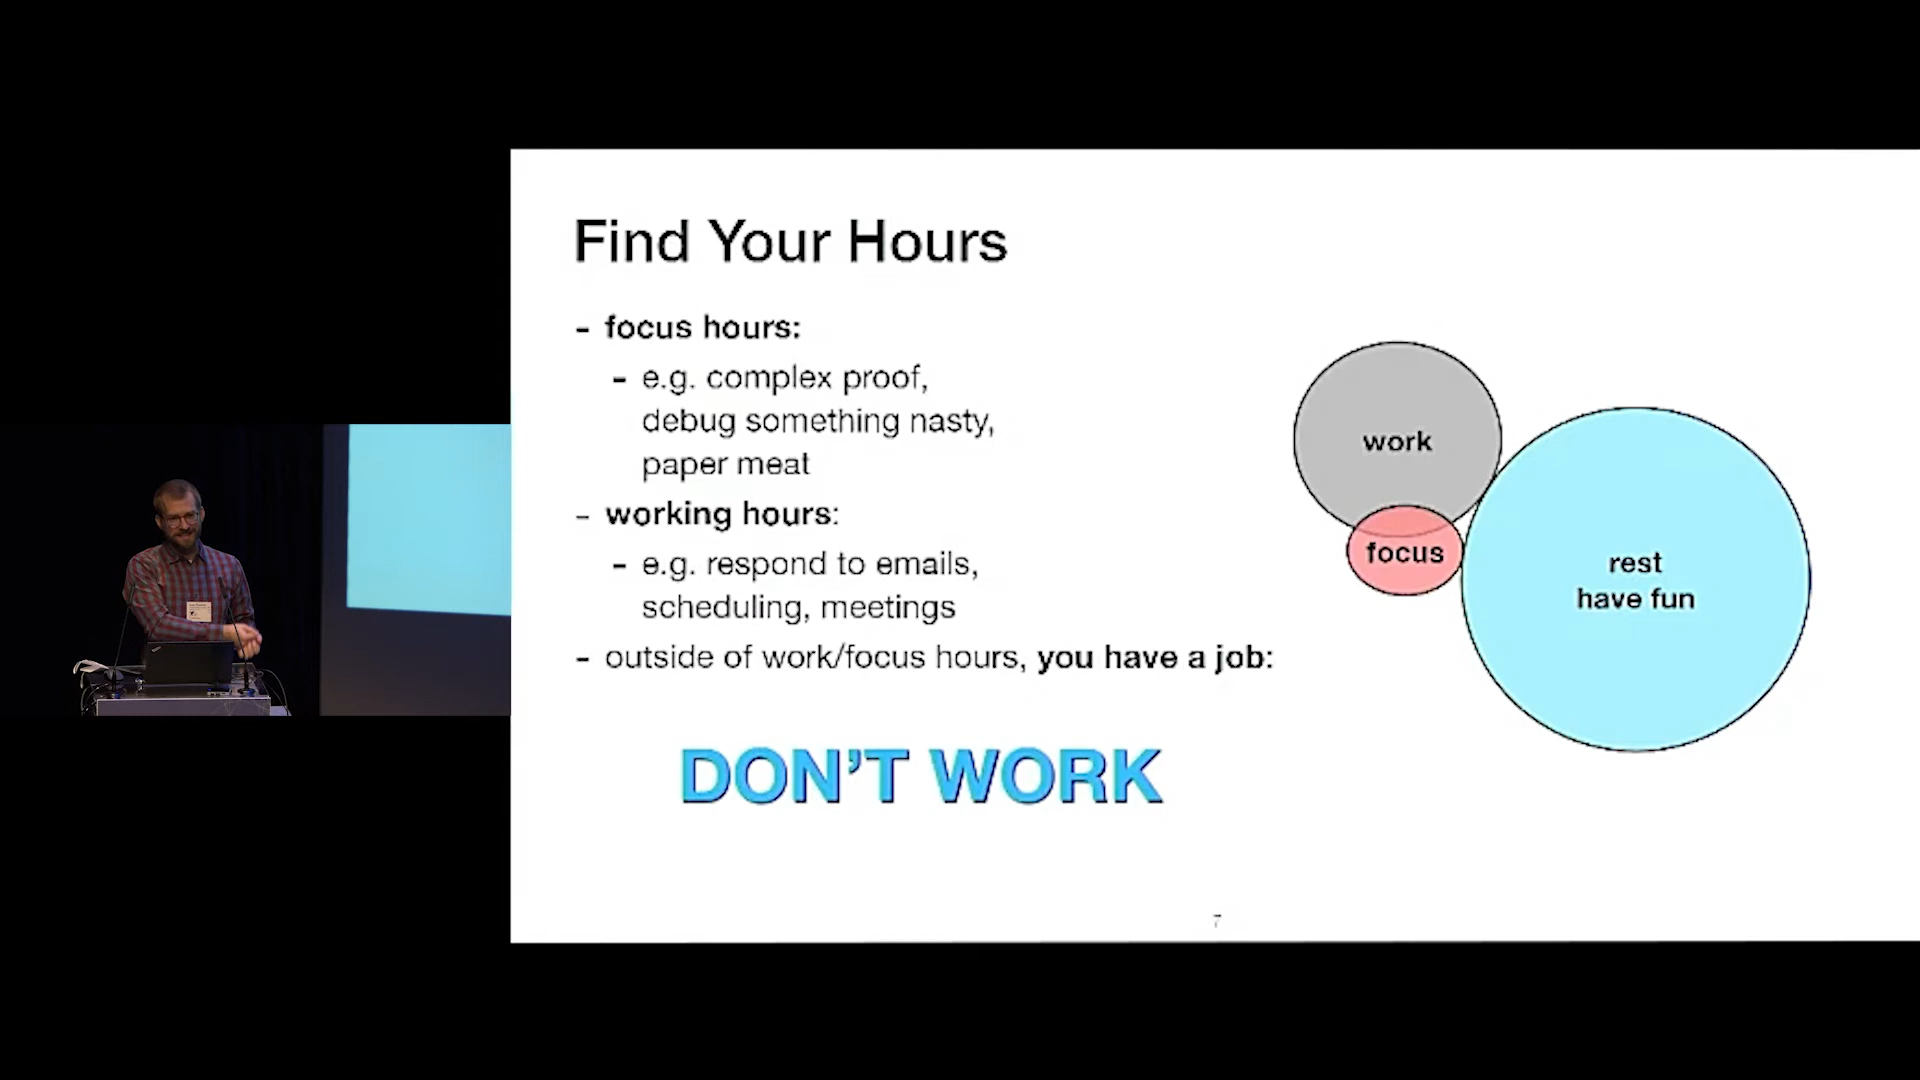 Find Your Hours
- focus hours:
- e.g. complex proof,
debug something nasty,
paper meat
- working hours:
- e.g. respond to emails,
scheduling, meetings
- outside of work/focus hours, you have a job:
DON'T WORK
work
focus
rest
have fun
7